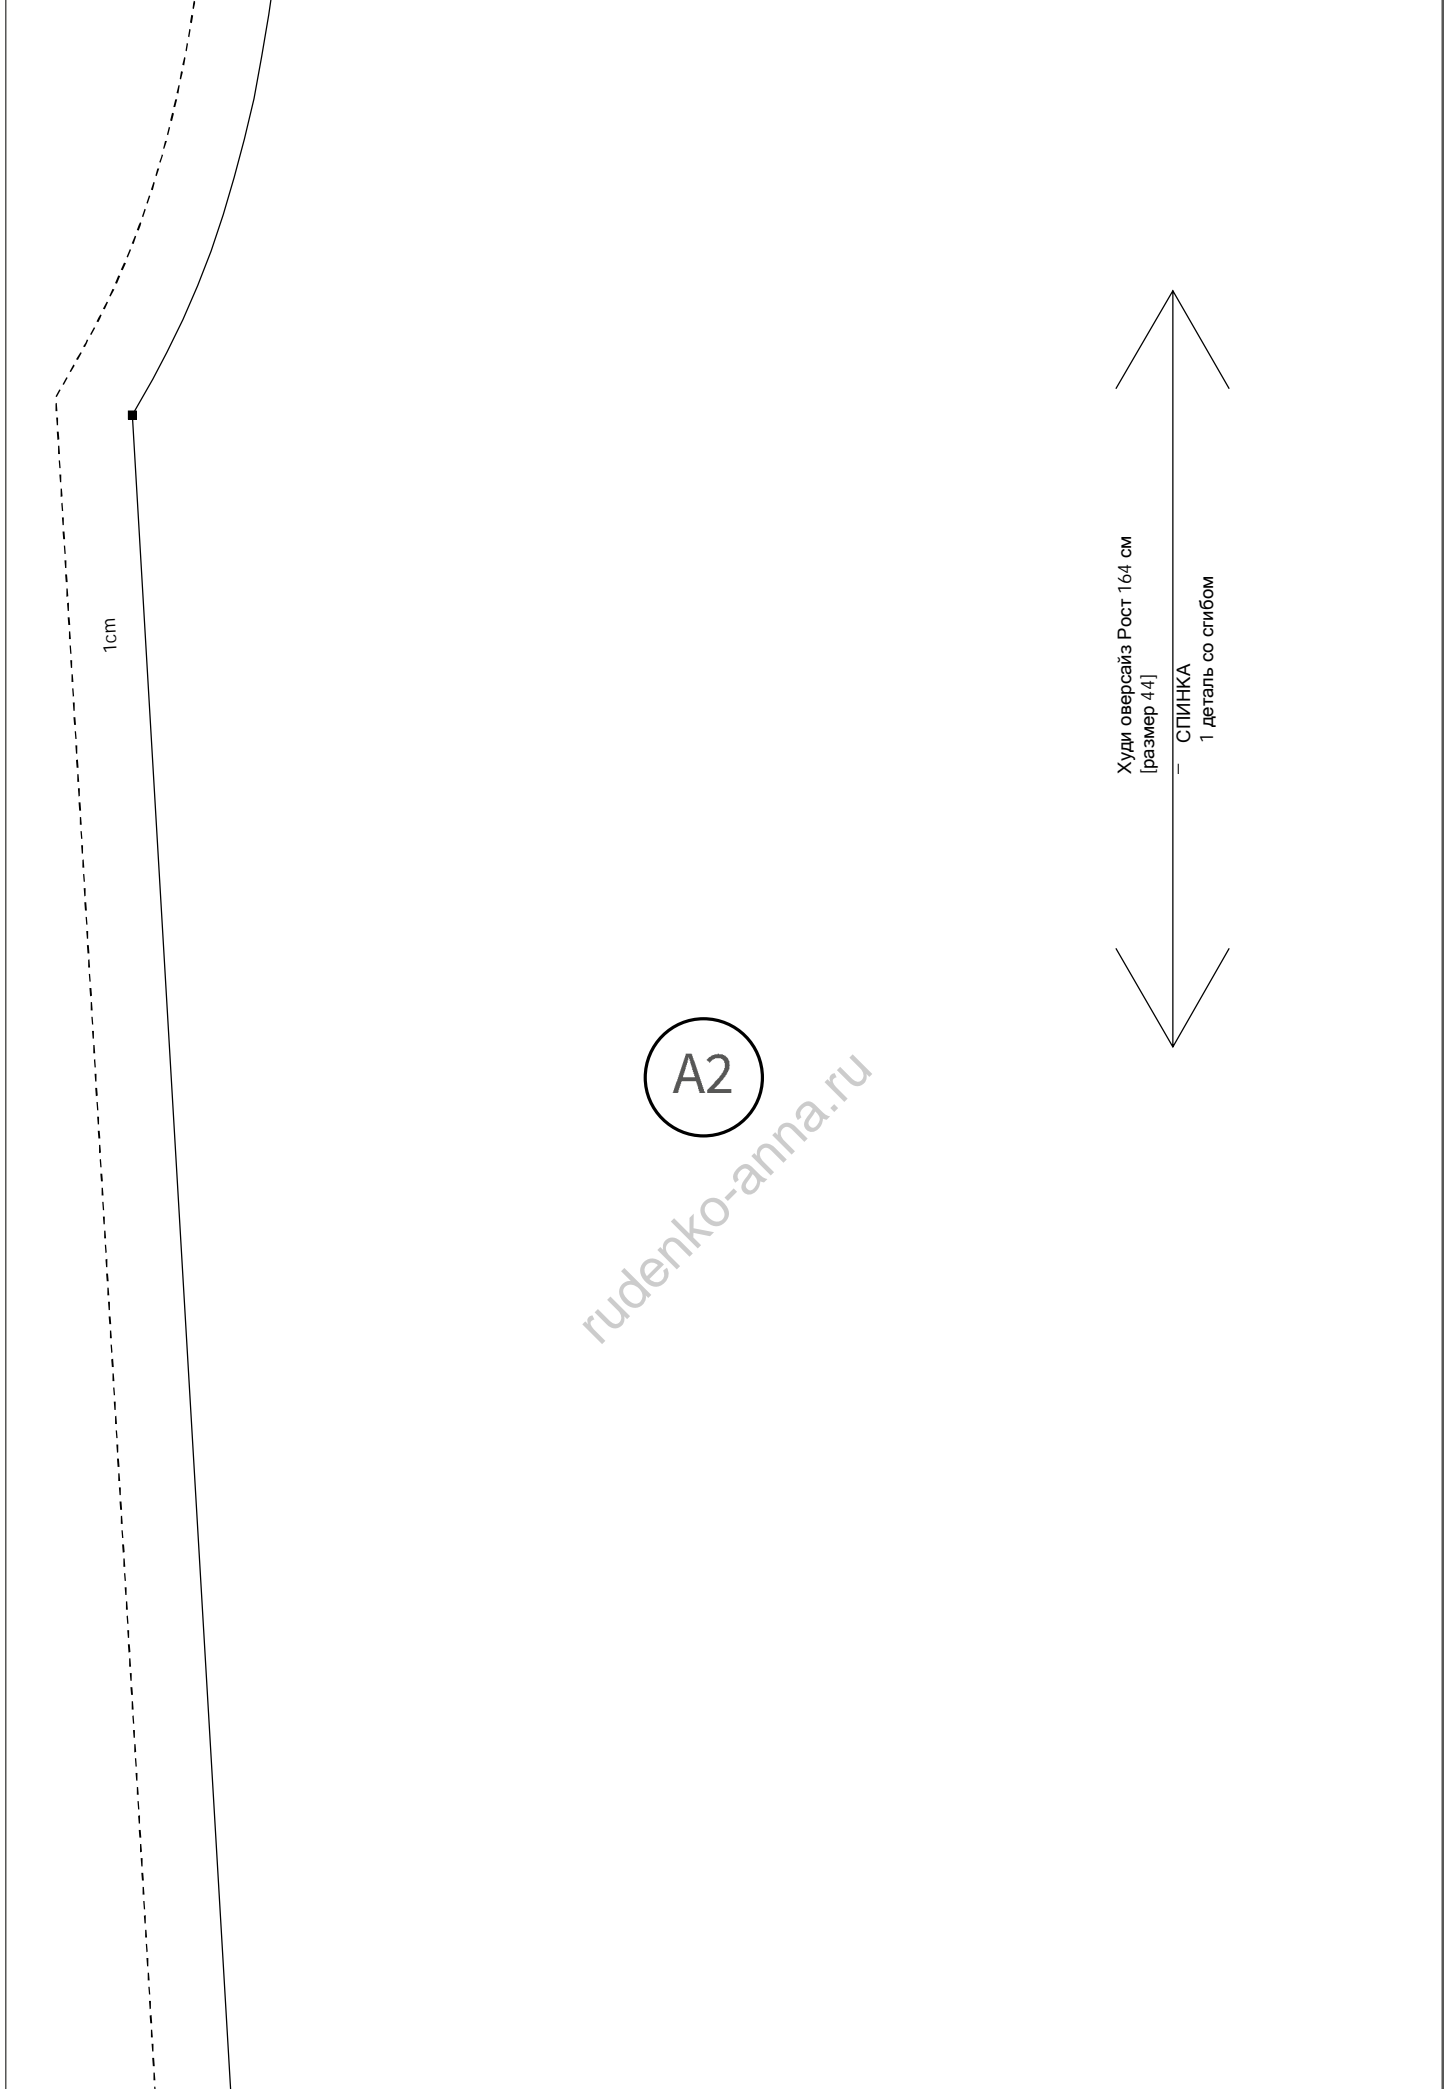 1cm
Худи оверсайз Рост 164 см
[размер 44]
– СПИНКА
1 деталь со сгибом
A2
rudenko-anna.ru